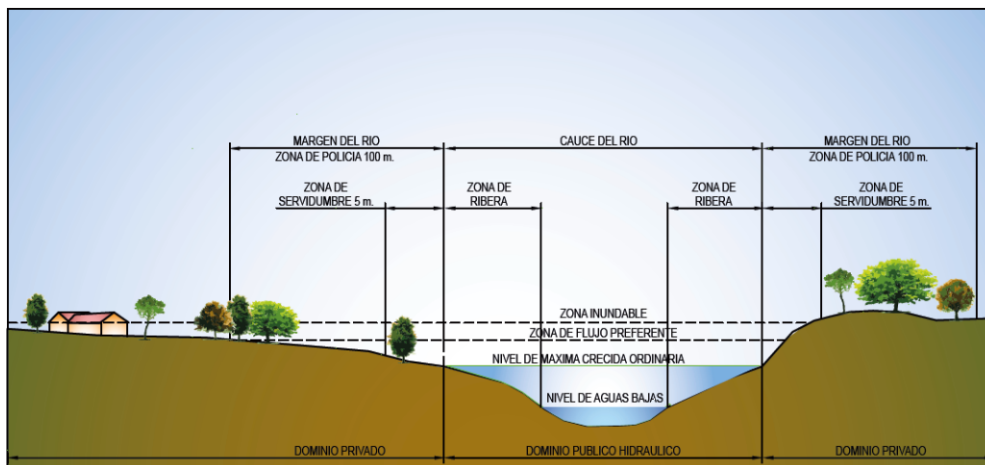 MARGEN DEL RIO
CAUCE DEL RIO
MARGEN DEL RIO
ZONA DE POLICIA 100 m.
ZONA DE POLICIA 100 m.
ZONA DE
SERVIDUMBRE 5 m.
ZONA DE
RIBERA
ZONA DE
RIBERA
ZONA DE
SERVIDUMBRE 5 m.
ZONA INUNDABLE
ZONA DE FLUJO PREFERENTE
NIVEL DE MAXIMA CRECIDA ORDINARIA
NIVEL DE AGUAS BAJAS
DOMINIO PRIVADO
DOMINIO PUBLICO HIDRAULICO
DOMINIO PRIVADO